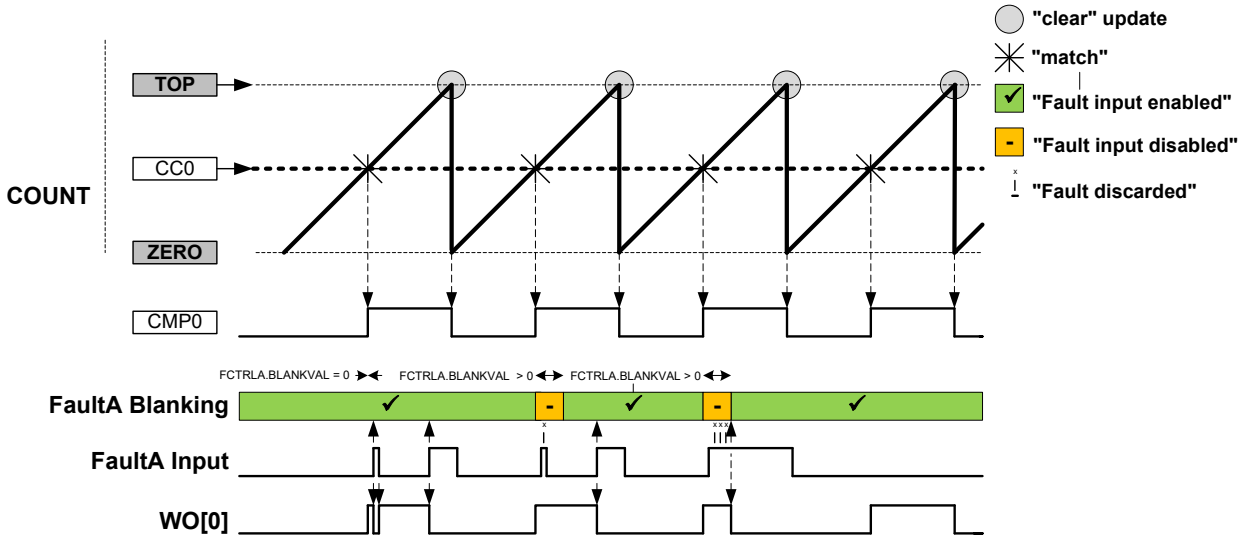 "clear" update
"match"
TOP
"Fault input enabled"
CC0
"Fault input disabled"
-
x
COUNT
"Fault discarded"
ZERO
CMP0
FCTRLA.BLANKVAL = 0
FCTRLA.BLANKVAL > 0
FCTRLA.BLANKVAL > 0
FaultA Blanking
-
-
x
x x x
FaultA Input
WO[0]